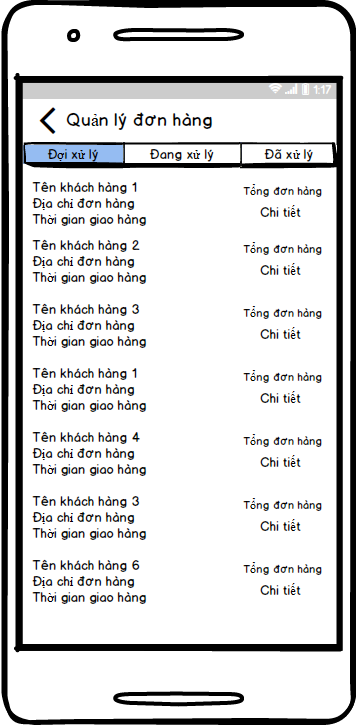 1:17
Quản lý đơn hàng
Đợi xử lý Đang xử lý Đã xử lý
Tên khách hàng 1 Tổng đơn hàng
Địa chỉ đơn hàng Chi tiết
Thời gian giao hàng
Tên khách hàng 2 Tổng đơn hàng
Địa chỉ đơn hàng Chi tiết
Thời gian giao hàng
Tên khách hàng 3 Tổng đơn hàng
Địa chỉ đơn hàng Chi tiết
Thời gian giao hàng
Tên khách hàng 1 Tổng đơn hàng
Địa chỉ đơn hàng Chi tiết
Thời gian giao hàng
Tên khách hàng 4 Tổng đơn hàng
Địa chỉ đơn hàng Chi tiết
Thời gian giao hàng
Tên khách hàng 3 Tổng đơn hàng
Địa chỉ đơn hàng Chi tiết
Thời gian giao hàng
Tên khách hàng 6 Tổng đơn hàng
Địa chỉ đơn hàng Chi tiết
Thời gian giao hàng